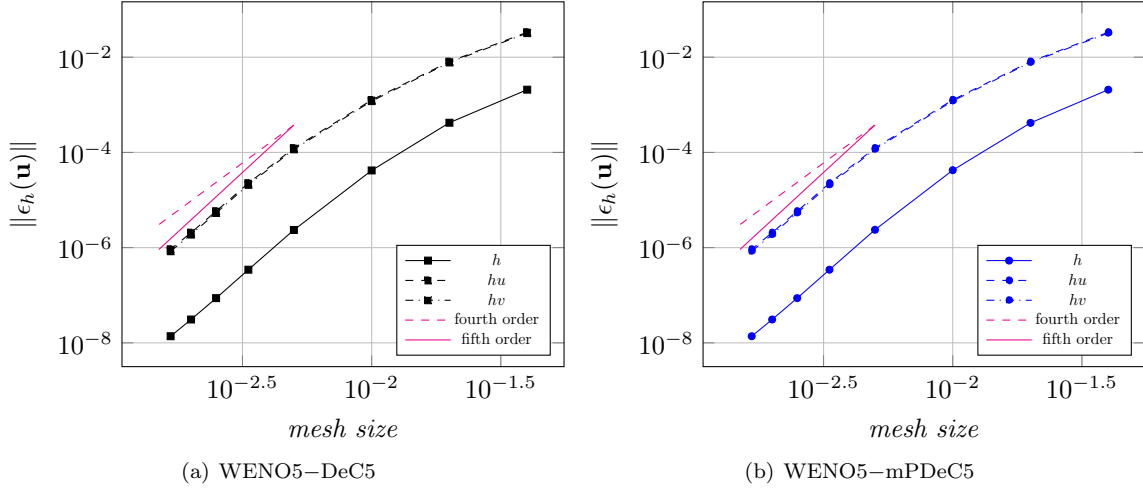 10^{-2}
10^{-4}
10^{-6}
10^{-8}
‖ϵ_h(𝐮)‖
h
hu
hv
fourth order
fifth order
10^{-2.5}
10^{-2}
10^{-1.5}
mesh size
(a) WENO5−DeC5
10^{-2}
10^{-4}
10^{-6}
10^{-8}
‖ϵ_h(𝐮)‖
h
hu
hv
fourth order
fifth order
10^{-2.5}
10^{-2}
10^{-1.5}
mesh size
(b) WENO5−mPDeC5